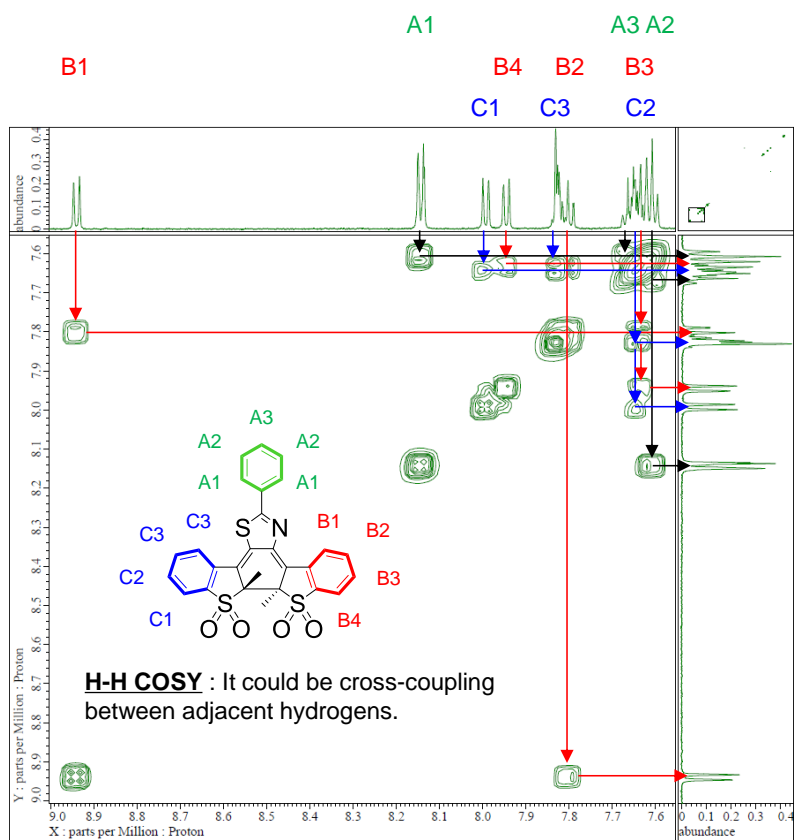 A1 A3 A2
B1 B4 B2 B3
C1 C3 C2
abundance
0 0.1 0.2 0.3 0.4
7.6
7.7
7.8
7.9
8.0
8.1
8.2
8.3
8.4
8.5
8.6
8.7
8.8
8.9
9.0
Y : parts per Million : Proton
A3
A2 A2
A1 A1
C3 C3 S N B1 B2
C2 B3
C1 S S B4
O O O O
H-H COSY : It could be cross-coupling
between adjacent hydrogens.
9.0 8.9 8.8 8.7 8.6 8.5 8.4 8.3 8.2 8.1 8.0 7.9 7.8 7.7 7.6
X : parts per Million : Proton
0 0.1 0.2 0.3 0.4
abundance